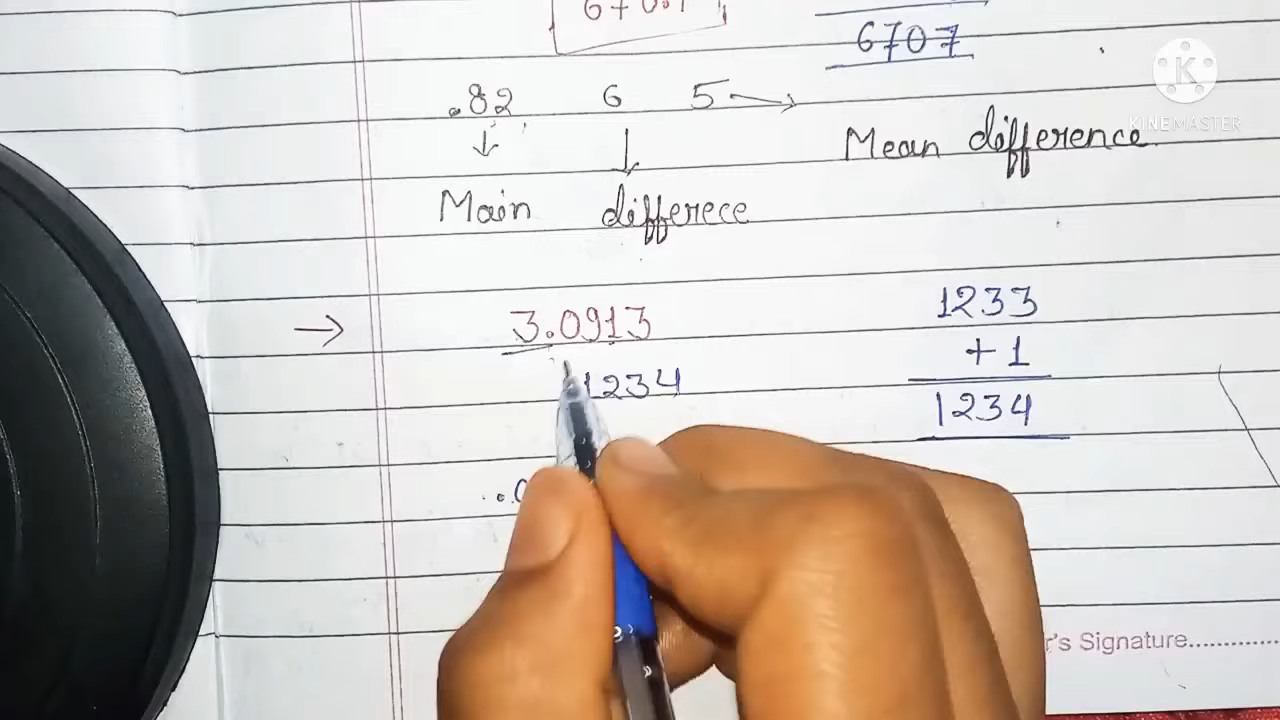 6707
.82 6 5
Mean difference
Main differece
3.0913
1233
+1
1234
1234
KINEMASTER
r's Signature